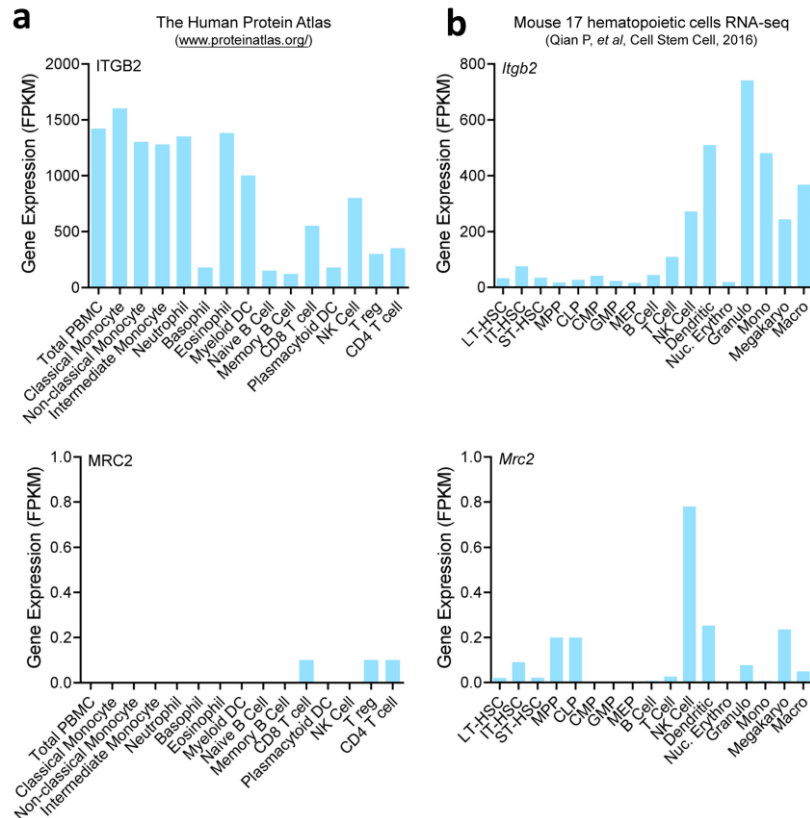 a
The Human Protein Atlas
(www.proteinatlas.org/)
ITGB2
Gene Expression (FPKM)
2000
1500
1000
500
0
Total PBMC
Classical Monocyte
Non-classical Monocyte
Intermediate Monocyte
Neutrophil
Basophil
Eosinophil
Myeloid DC
Naive B Cell
Memory B Cell
CD8 T cell
Plasmacytoid DC
NK Cell
T reg
CD4 T cell
b
Mouse 17 hematopoietic cells RNA-seq
(Qian P, et al, Cell Stem Cell, 2016)
Itgb2
Gene Expression (FPKM)
800
600
400
200
0
LT-HSC
IT-HSC
ST-HSC
MPP
CLP
CMP
GMP
MEP
B Cell
T Cell
NK Cell
Dendritic
Nuc. Erythro
Granulo
Mono
Megakaryo
Macro
MRC2
Gene Expression (FPKM)
1.0
0.8
0.6
0.4
0.2
0.0
Total PBMC
Classical Monocyte
Non-classical Monocyte
Intermediate Monocyte
Neutrophil
Basophil
Eosinophil
Myeloid DC
Naive B Cell
Memory B Cell
CD8 T cell
Plasmacytoid DC
NK Cell
T reg
CD4 T cell
Mrc2
Gene Expression (FPKM)
1.0
0.8
0.6
0.4
0.2
0.0
LT-HSC
IT-HSC
ST-HSC
MPP
CLP
CMP
GMP
MEP
B Cell
T Cell
NK Cell
Dendritic
Nuc. Erythro
Granulo
Mono
Megakaryo
Macro